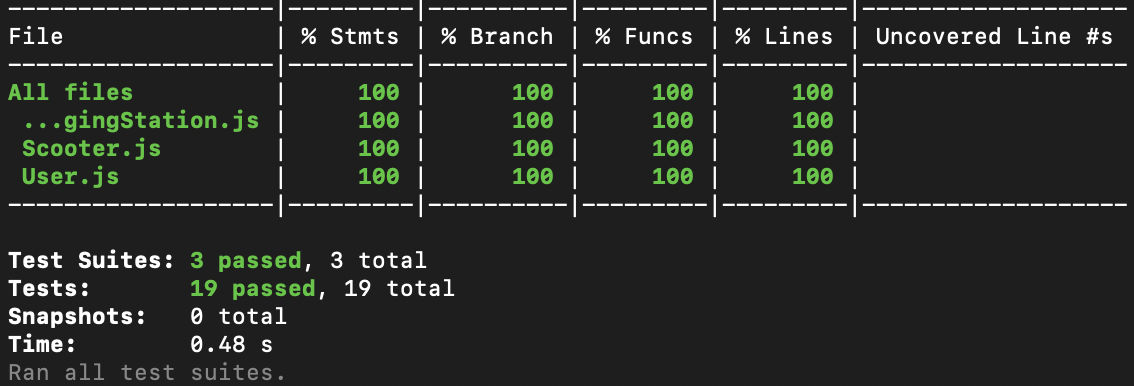 --------------------|---------|----------|---------|---------|-------------------
File                | % Stmts | % Branch | % Funcs | % Lines | Uncovered Line #s
--------------------|---------|----------|---------|---------|-------------------
All files           |     100 |      100 |     100 |     100 |
 ...gingStation.js  |     100 |      100 |     100 |     100 |
 Scooter.js         |     100 |      100 |     100 |     100 |
 User.js            |     100 |      100 |     100 |     100 |
--------------------|---------|----------|---------|---------|-------------------
Test Suites: 3 passed, 3 total
Tests:       19 passed, 19 total
Snapshots:   0 total
Time:        0.48 s
Ran all test suites.